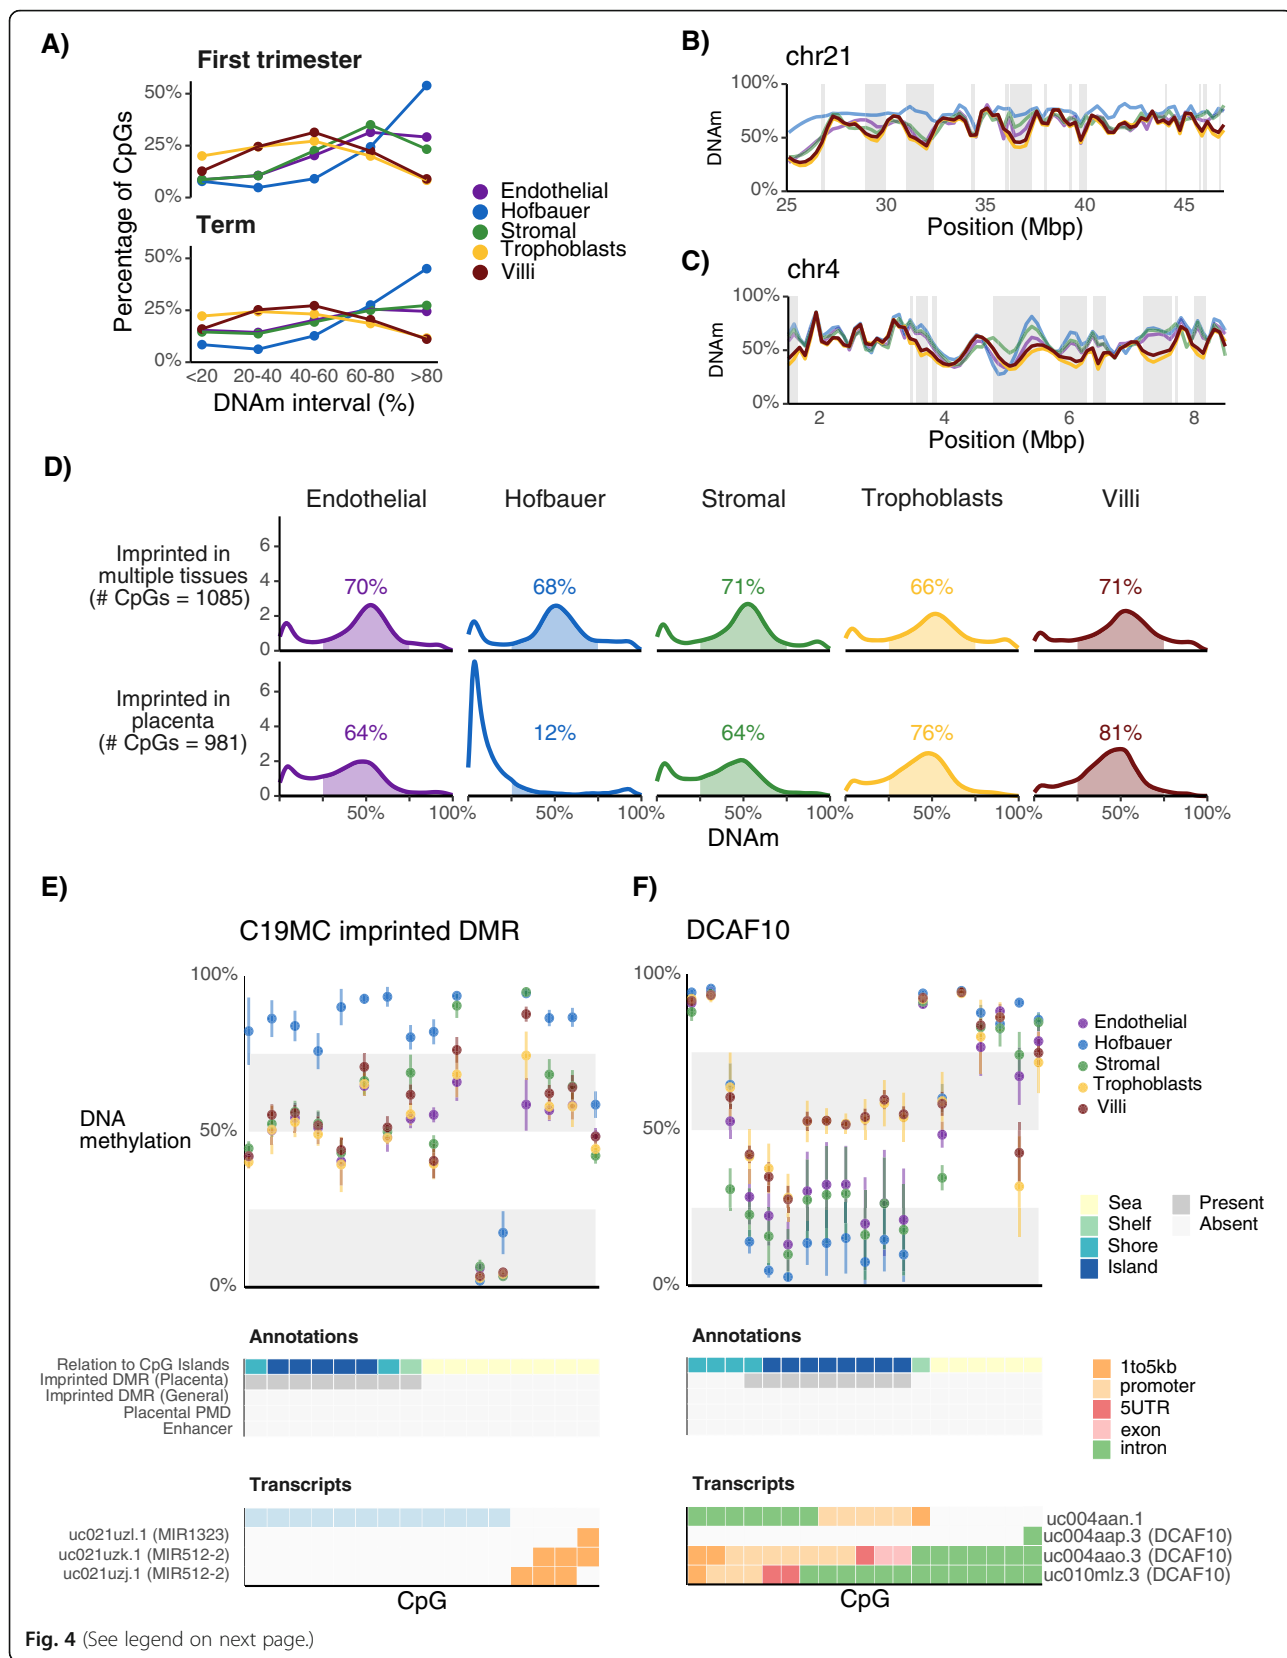 A)
First trimester
50%
25%
0%
Term
50%
25%
0%
Percentage of CpGs
<20 20-40 40-60 60-80 >80
DNAm interval (%)
Endothelial
Hofbauer
Stromal
Trophoblasts
Villi
B)
chr21
100%
50%
0%
DNAm
25 30 35 40 45
Position (Mbp)
C)
chr4
100%
50%
0%
DNAm
2 4 6 8
Position (Mbp)
D)
Endothelial Hofbauer Stromal Trophoblasts Villi
Imprinted in
multiple tissues
(# CpGs = 1085)
6
4
2
0
70% 68% 71% 66% 71%
Imprinted in
placenta
(# CpGs = 981)
6
4
2
0
64% 12% 64% 76% 81%
50% 100% 50% 100% 50% 100% 50% 100% 50% 100%
DNAm
E)
C19MC imprinted DMR
100%
50%
0%
DNA
methylation
Annotations
Relation to CpG Islands
Imprinted DMR (Placenta)
Imprinted DMR (General)
Placental PMD
Enhancer
Transcripts
uc021uzl.1 (MIR1323)
uc021uzk.1 (MIR512-2)
uc021uzj.1 (MIR512-2)
CpG
F)
DCAF10
100%
50%
0%
Endothelial
Hofbauer
Stromal
Trophoblasts
Villi
Sea
Shelf
Shore
Island
Present
Absent
Annotations
1to5kb
promoter
5UTR
exon
intron
Transcripts
uc004aan.1
uc004aap.3 (DCAF10)
uc004aao.3 (DCAF10)
uc010mlz.3 (DCAF10)
CpG
Fig. 4 (See legend on next page.)